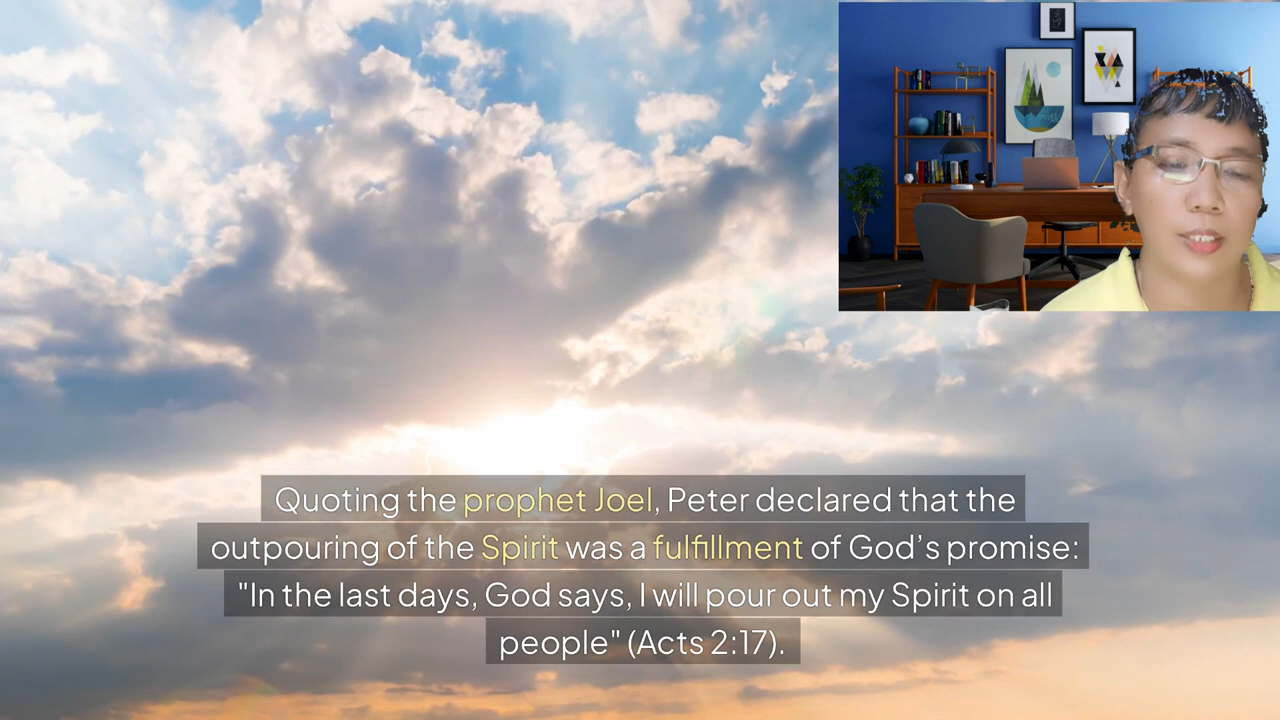 Quoting the prophet Joel, Peter declared that the
outpouring of the Spirit was a fulfillment of God’s promise:
"In the last days, God says, I will pour out my Spirit on all
people" (Acts 2:17).